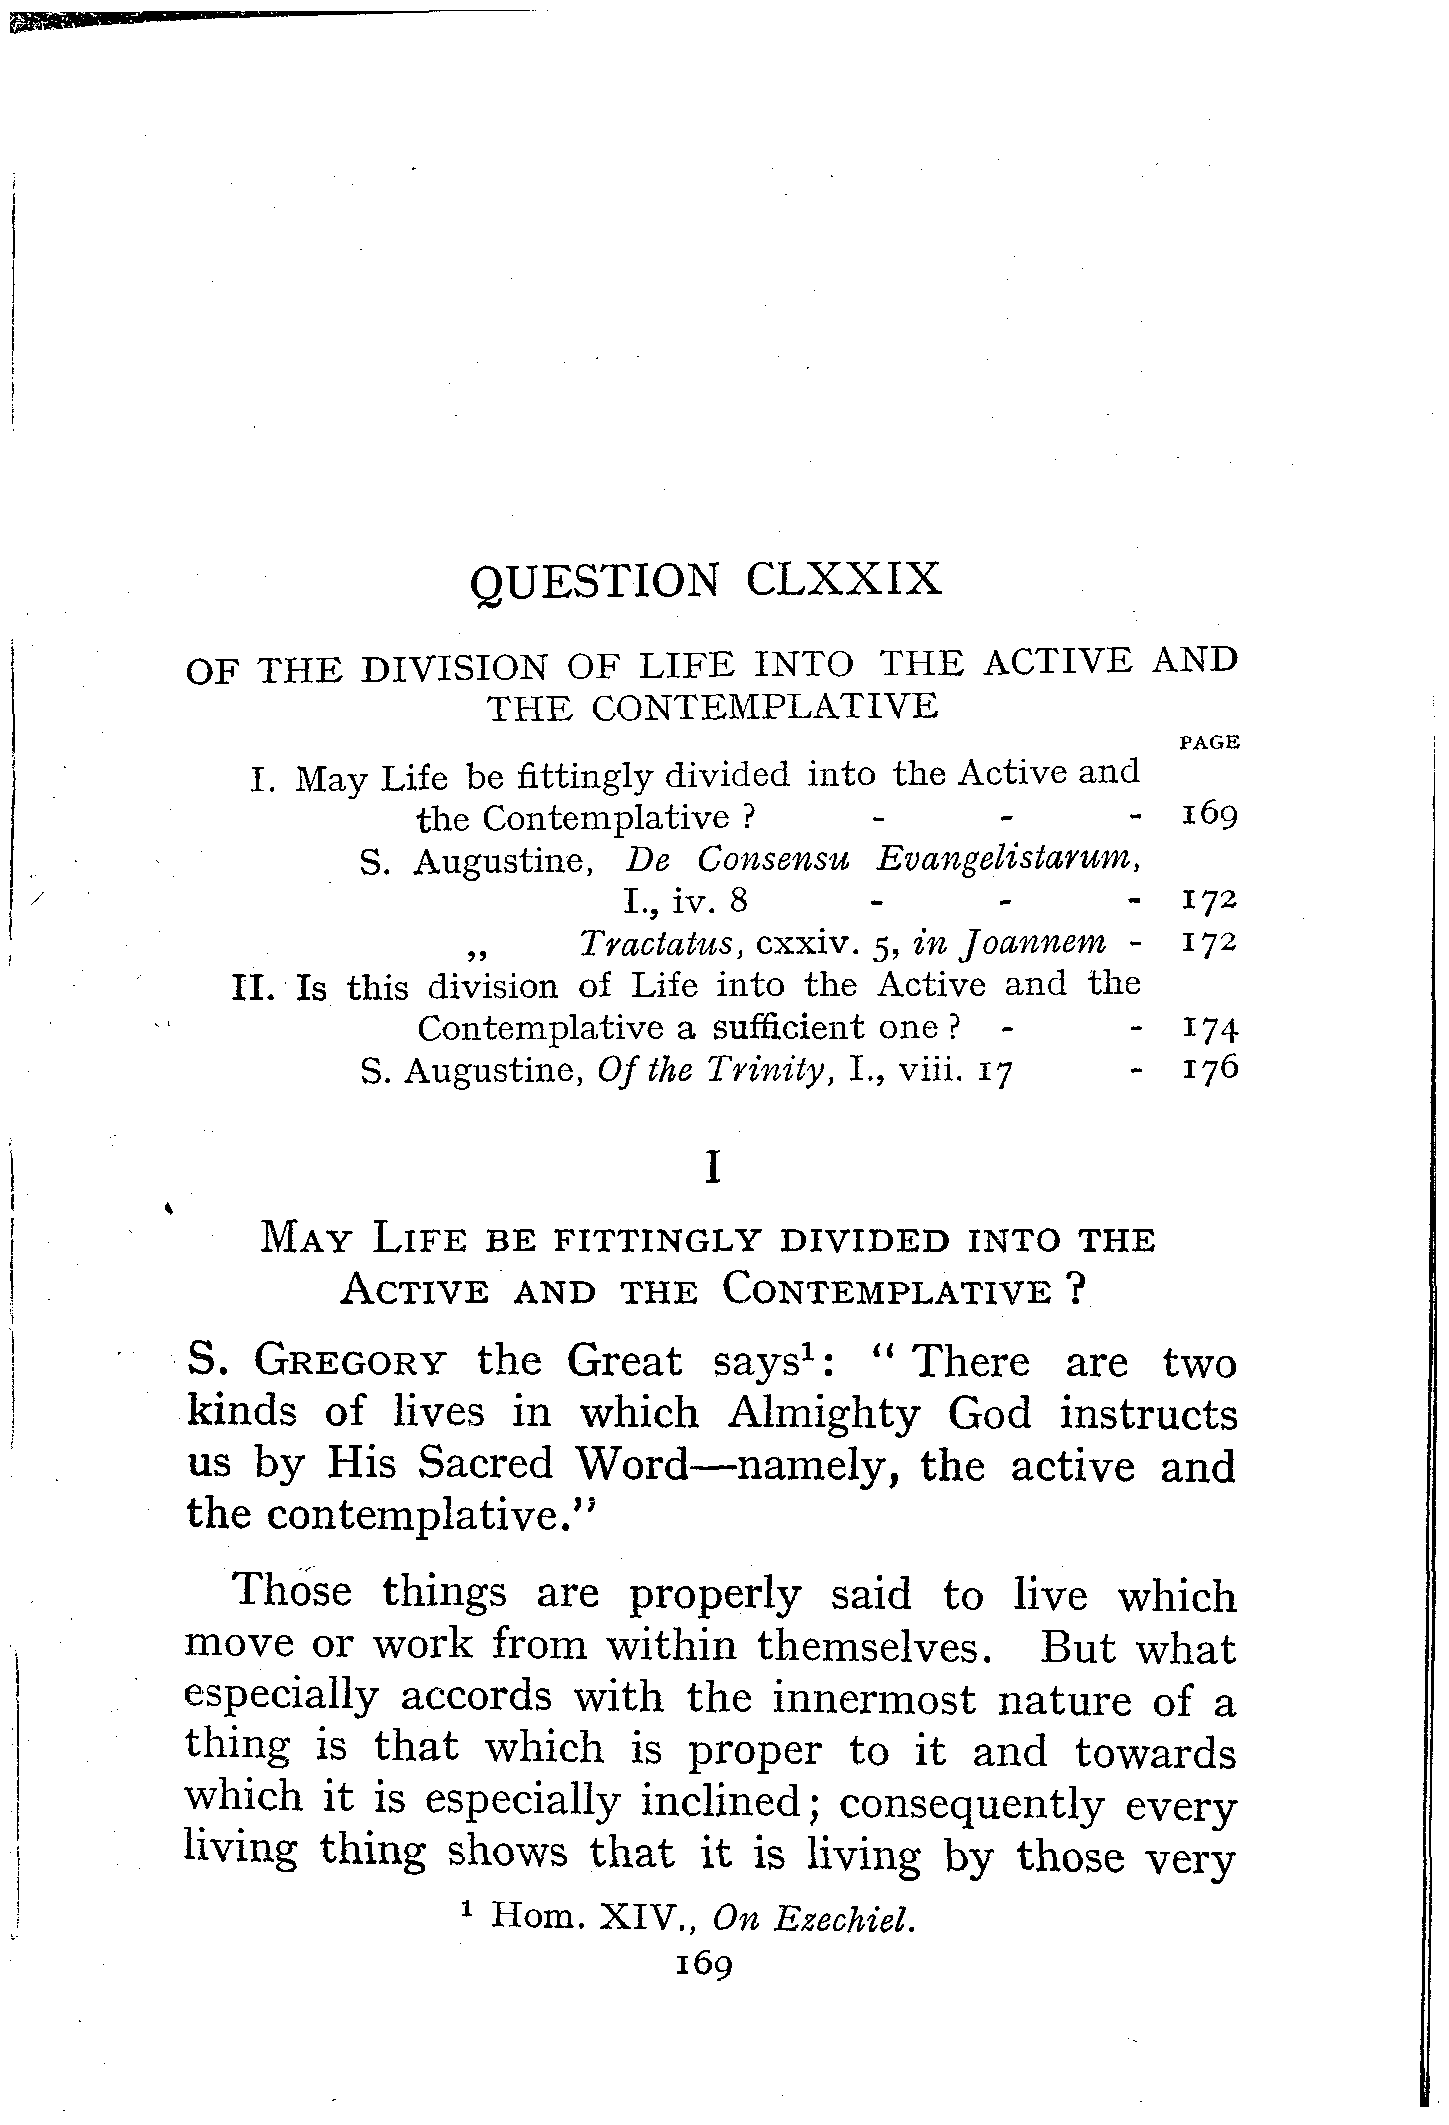 QUESTION CLXXIX
OF THE DIVISION OF LIFE INTO THE ACTIVE AND
THE CONTEMPLATIVE
PAGE
I. May Life be fittingly divided into the Active and
the Contemplative ? - - - 169
S. Augustine, De Consensu Evangelistarum,
I., iv. 8 - - - 172
„ Tractatus, cxxiv. 5, in Joannem - 172
II. Is this division of Life into the Active and the
Contemplative a sufficient one ? - - 174
S. Augustine, Of the Trinity, I., viii. 17 - 176
I
MAY LIFE BE FITTINGLY DIVIDED INTO THE
ACTIVE AND THE CONTEMPLATIVE ?
S. GREGORY the Great says¹: “ There are two
kinds of lives in which Almighty God instructs
us by His Sacred Word—namely, the active and
the contemplative.”
Those things are properly said to live which
move or work from within themselves. But what
especially accords with the innermost nature of a
thing is that which is proper to it and towards
which it is especially inclined; consequently every
living thing shows that it is living by those very
¹ Hom. XIV., On Ezechiel.
169